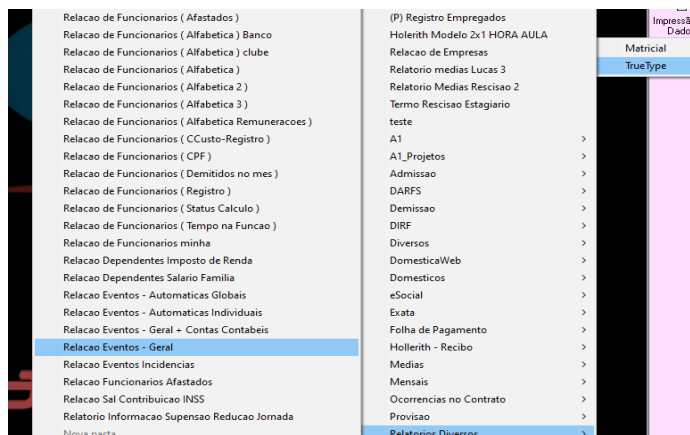 Relacao de Funcionarios ( Afastados )
Relacao de Funcionarios ( Alfabetica ) Banco
Relacao de Funcionarios ( Alfabetica ) clube
Relacao de Funcionarios ( Alfabetica )
Relacao de Funcionarios ( Alfabetica 2 )
Relacao de Funcionarios ( Alfabetica 3 )
Relacao de Funcionarios ( Alfabetica Remuneracoes )
Relacao de Funcionarios ( CCusto-Registro )
Relacao de Funcionarios ( CPF )
Relacao de Funcionarios ( Demitidos no mes )
Relacao de Funcionarios ( Registro )
Relacao de Funcionarios ( Status Calculo )
Relacao de Funcionarios ( Tempo na Funcao )
Relacao de Funcionarios minha
Relacao Dependentes Imposto de Renda
Relacao Dependentes Salario Familia
Relacao Eventos - Automaticas Globais
Relacao Eventos - Automaticas Individuais
Relacao Eventos - Geral + Contas Contabeis
Relacao Eventos - Geral
Relacao Eventos Incidencias
Relacao Funcionarios Afastados
Relacao Sal Contribuicao INSS
Relatorio Informacao Supensao Reducao Jornada
Nova pasta
(P) Registro Empregados
Holerith Modelo 2x1 HORA AULA
Relacao de Empresas
Relatorio medias Lucas 3
Relatorio Medias Rescisao 2
Termo Rescisao Estagiario
teste
A1
A1_Projetos
Admissao
DARFS
Demissao
DIRF
Diversos
DomesticaWeb
Domesticos
eSocial
Exata
Folha de Pagamento
Hollerith - Recibo
Medias
Mensais
Ocorrencias no Contrato
Provisao
Relatorios Diversos
Impressã
Dado
Matricial
TrueType